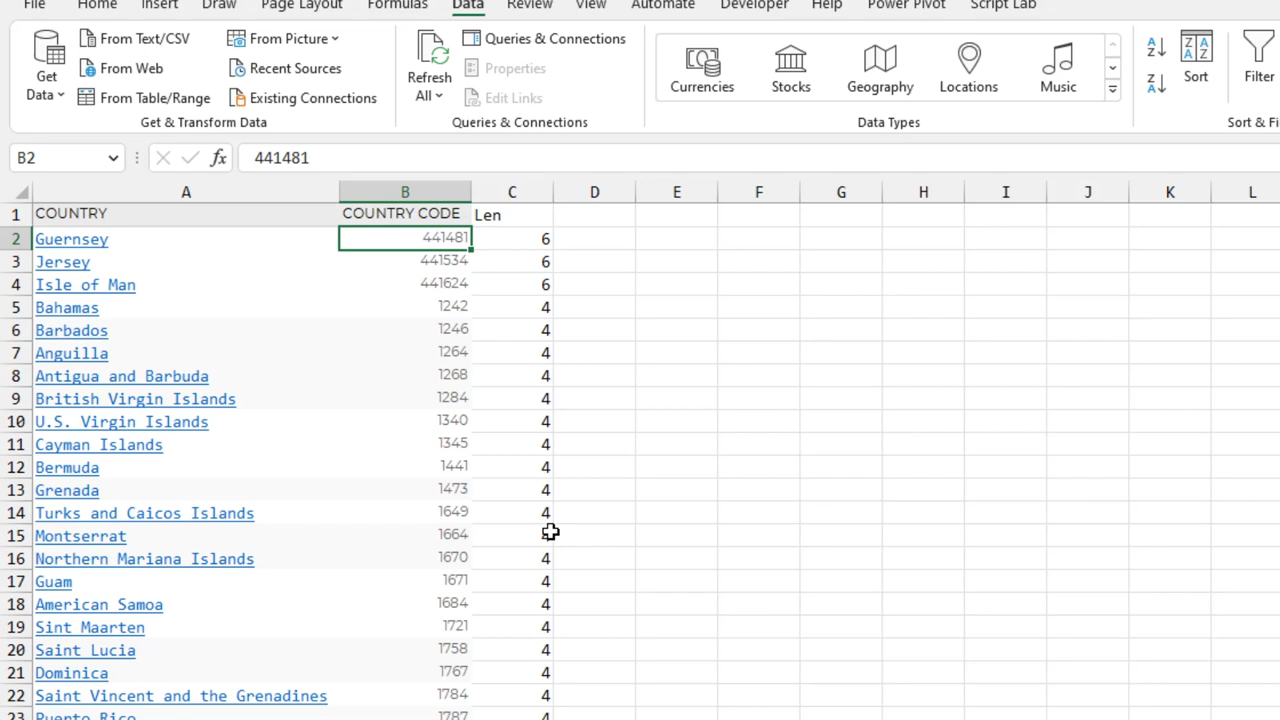 File Home Insert Draw Page Layout Formulas Data Review View Automate Developer Help Power Pivot Script Lab
Get Data
From Text/CSV
From Web
From Table/Range
From Picture
Recent Sources
Existing Connections
Get & Transform Data
Refresh All
Queries & Connections
Properties
Edit Links
Queries & Connections
Currencies
Stocks
Geography
Locations
Music
Data Types
Sort
Filter
B2 fx 441481
A B C D E F G H I J K L
1 COUNTRY COUNTRY CODE Len
2 Guernsey 441481 6
3 Jersey 441534 6
4 Isle of Man 441624 6
5 Bahamas 1242 4
6 Barbados 1246 4
7 Anguilla 1264 4
8 Antigua and Barbuda 1268 4
9 British Virgin Islands 1284 4
10 U.S. Virgin Islands 1340 4
11 Cayman Islands 1345 4
12 Bermuda 1441 4
13 Grenada 1473 4
14 Turks and Caicos Islands 1649 4
15 Montserrat 1664
16 Northern Mariana Islands 1670 4
17 Guam 1671 4
18 American Samoa 1684 4
19 Sint Maarten 1721 4
20 Saint Lucia 1758 4
21 Dominica 1767 4
22 Saint Vincent and the Grenadines 1784 4
23 Puerto Rico 1787 4